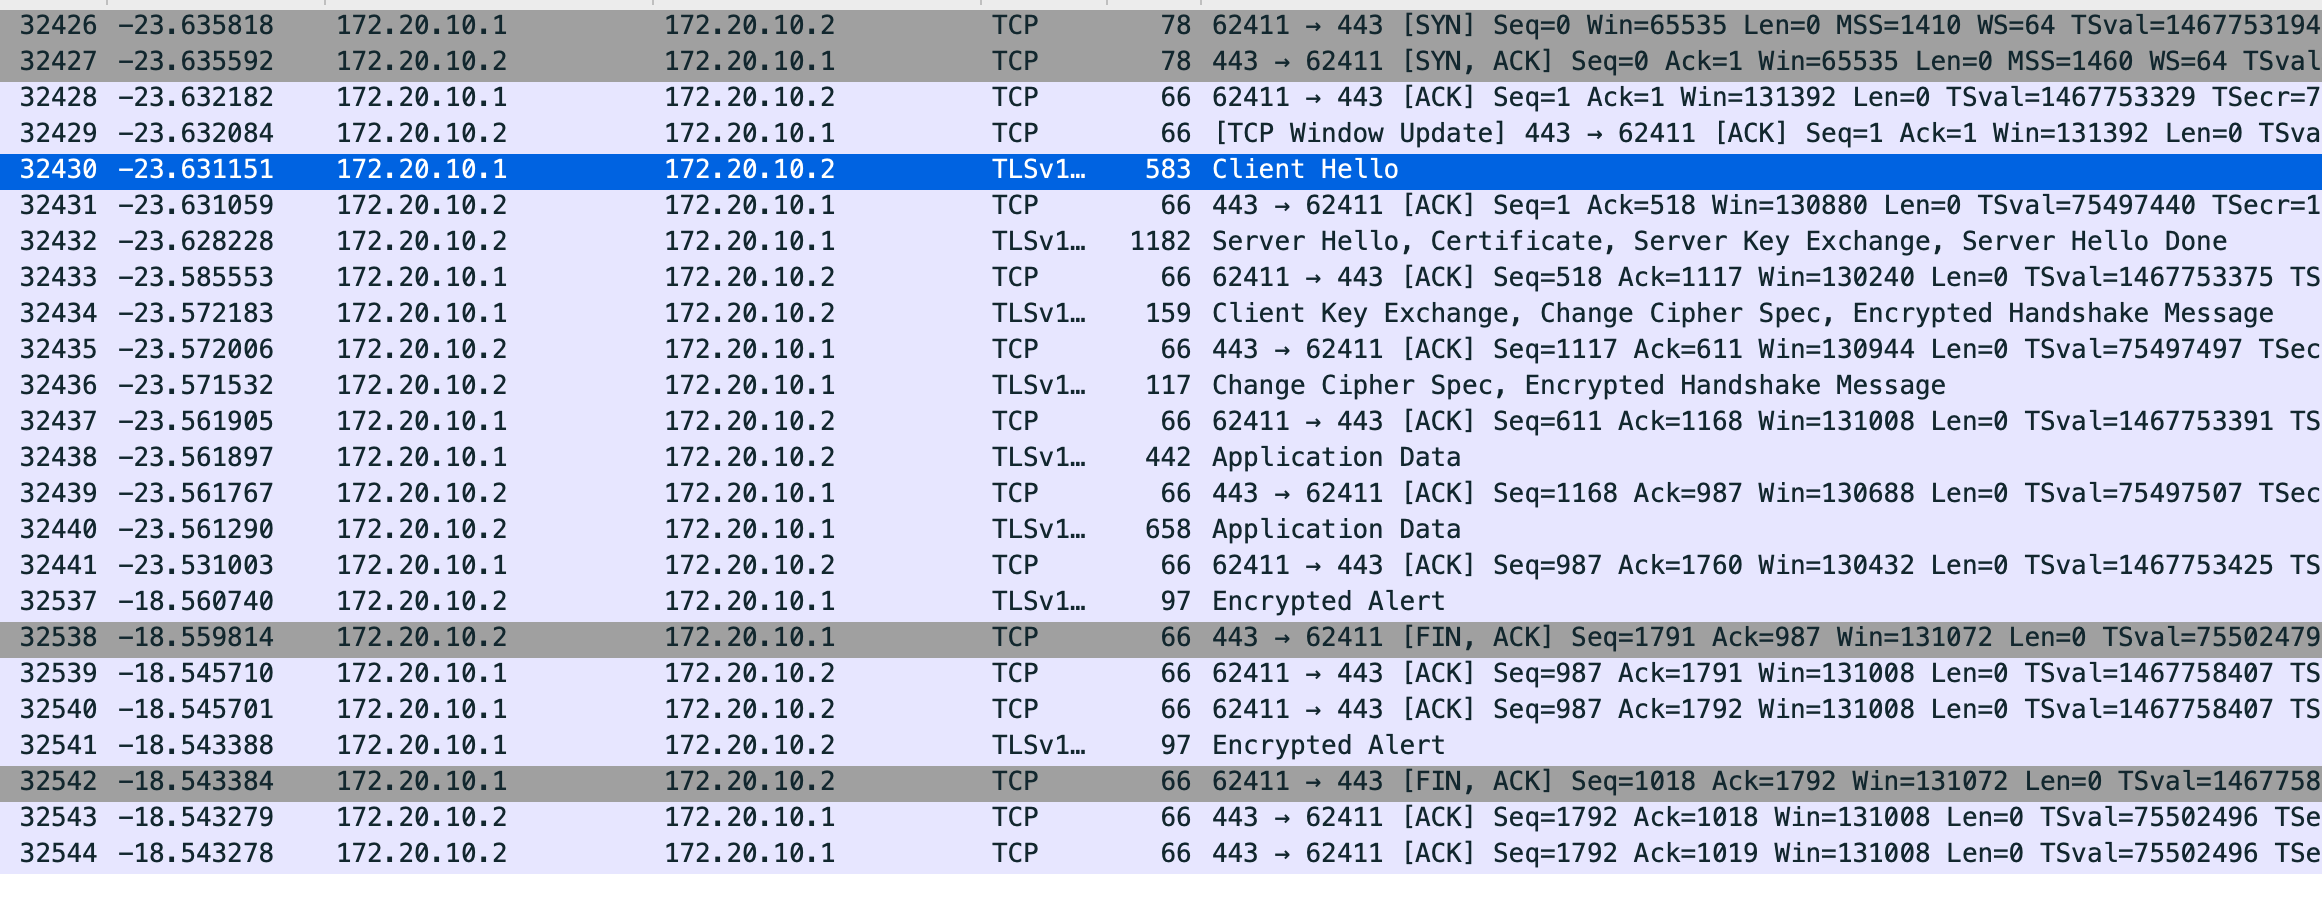 32426 −23.635818 172.20.10.1 172.20.10.2 TCP 78 62411 → 443 [SYN] Seq=0 Win=65535 Len=0 MSS=1410 WS=64 TSval=1467753194
32427 −23.635592 172.20.10.2 172.20.10.1 TCP 78 443 → 62411 [SYN, ACK] Seq=0 Ack=1 Win=65535 Len=0 MSS=1460 WS=64 TSval
32428 −23.632182 172.20.10.1 172.20.10.2 TCP 66 62411 → 443 [ACK] Seq=1 Ack=1 Win=131392 Len=0 TSval=1467753329 TSecr=7
32429 −23.632084 172.20.10.2 172.20.10.1 TCP 66 [TCP Window Update] 443 → 62411 [ACK] Seq=1 Ack=1 Win=131392 Len=0 TSva
32430 −23.631151 172.20.10.1 172.20.10.2 TLSv1… 583 Client Hello
32431 −23.631059 172.20.10.2 172.20.10.1 TCP 66 443 → 62411 [ACK] Seq=1 Ack=518 Win=130880 Len=0 TSval=75497440 TSecr=1
32432 −23.628228 172.20.10.2 172.20.10.1 TLSv1… 1182 Server Hello, Certificate, Server Key Exchange, Server Hello Done
32433 −23.585553 172.20.10.1 172.20.10.2 TCP 66 62411 → 443 [ACK] Seq=518 Ack=1117 Win=130240 Len=0 TSval=1467753375 TS
32434 −23.572183 172.20.10.1 172.20.10.2 TLSv1… 159 Client Key Exchange, Change Cipher Spec, Encrypted Handshake Message
32435 −23.572006 172.20.10.2 172.20.10.1 TCP 66 443 → 62411 [ACK] Seq=1117 Ack=611 Win=130944 Len=0 TSval=75497497 TSec
32436 −23.571532 172.20.10.2 172.20.10.1 TLSv1… 117 Change Cipher Spec, Encrypted Handshake Message
32437 −23.561905 172.20.10.1 172.20.10.2 TCP 66 62411 → 443 [ACK] Seq=611 Ack=1168 Win=131008 Len=0 TSval=1467753391 TS
32438 −23.561897 172.20.10.1 172.20.10.2 TLSv1… 442 Application Data
32439 −23.561767 172.20.10.2 172.20.10.1 TCP 66 443 → 62411 [ACK] Seq=1168 Ack=987 Win=130688 Len=0 TSval=75497507 TSec
32440 −23.561290 172.20.10.2 172.20.10.1 TLSv1… 658 Application Data
32441 −23.531003 172.20.10.1 172.20.10.2 TCP 66 62411 → 443 [ACK] Seq=987 Ack=1760 Win=130432 Len=0 TSval=1467753425 TS
32537 −18.560740 172.20.10.2 172.20.10.1 TLSv1… 97 Encrypted Alert
32538 −18.559814 172.20.10.2 172.20.10.1 TCP 66 443 → 62411 [FIN, ACK] Seq=1791 Ack=987 Win=131072 Len=0 TSval=75502479
32539 −18.545710 172.20.10.1 172.20.10.2 TCP 66 62411 → 443 [ACK] Seq=987 Ack=1791 Win=131008 Len=0 TSval=1467758407 TS
32540 −18.545701 172.20.10.1 172.20.10.2 TCP 66 62411 → 443 [ACK] Seq=987 Ack=1792 Win=131008 Len=0 TSval=1467758407 TS
32541 −18.543388 172.20.10.1 172.20.10.2 TLSv1… 97 Encrypted Alert
32542 −18.543384 172.20.10.1 172.20.10.2 TCP 66 62411 → 443 [FIN, ACK] Seq=1018 Ack=1792 Win=131072 Len=0 TSval=1467758
32543 −18.543279 172.20.10.2 172.20.10.1 TCP 66 443 → 62411 [ACK] Seq=1792 Ack=1018 Win=131008 Len=0 TSval=75502496 TSe
32544 −18.543278 172.20.10.2 172.20.10.1 TCP 66 443 → 62411 [ACK] Seq=1792 Ack=1019 Win=131008 Len=0 TSval=75502496 TSe